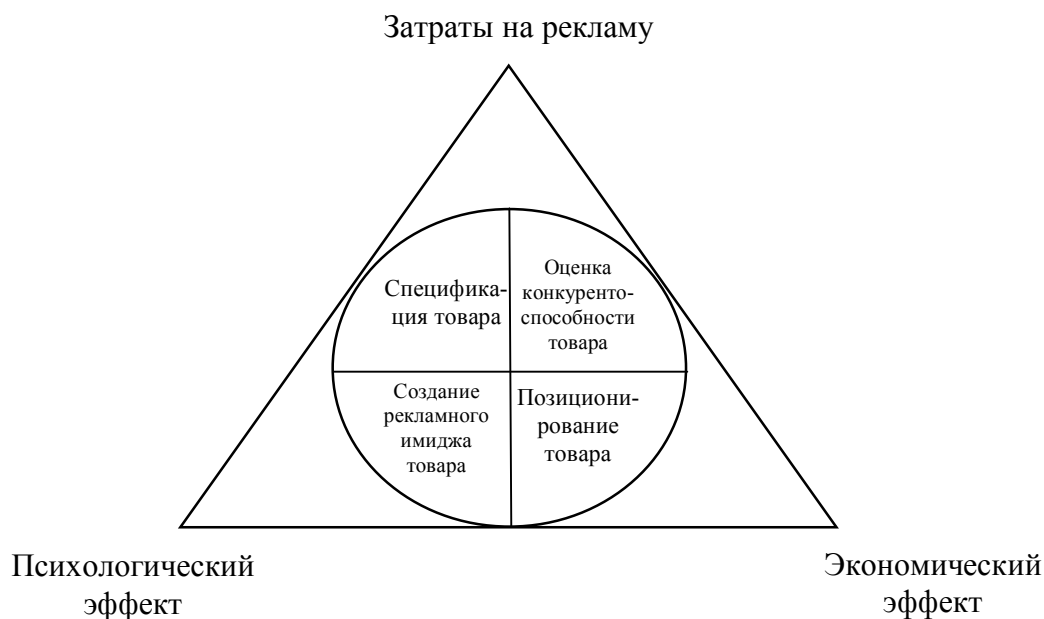 Затраты на рекламу
Специфика-
ция товара
Оценка
конкуренто-
способности
товара
Создание
рекламного
имиджа
товара
Позициони-
рование
товара
Психологический
эффект
Экономический
эффект